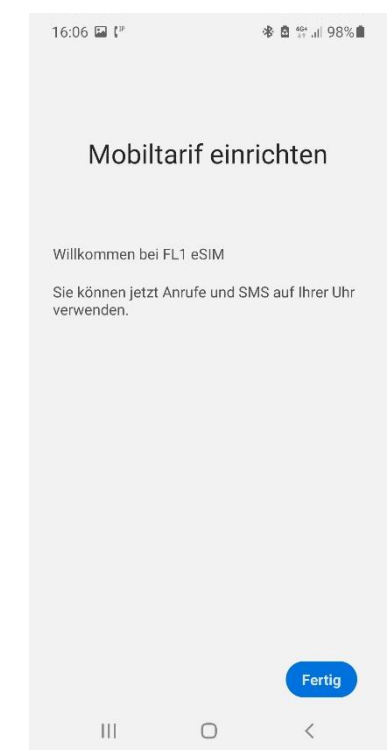 16:06 98%
Mobiltarif einrichten
Willkommen bei FL1 eSIM
Sie können jetzt Anrufe und SMS auf Ihrer Uhr
verwenden.
Fertig